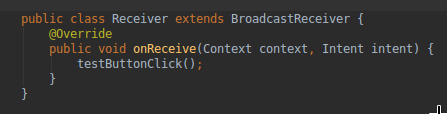 public class Receiver extends BroadcastReceiver {
    @Override
    public void onReceive(Context context, Intent intent) {
        testButtonClick();
    }
}